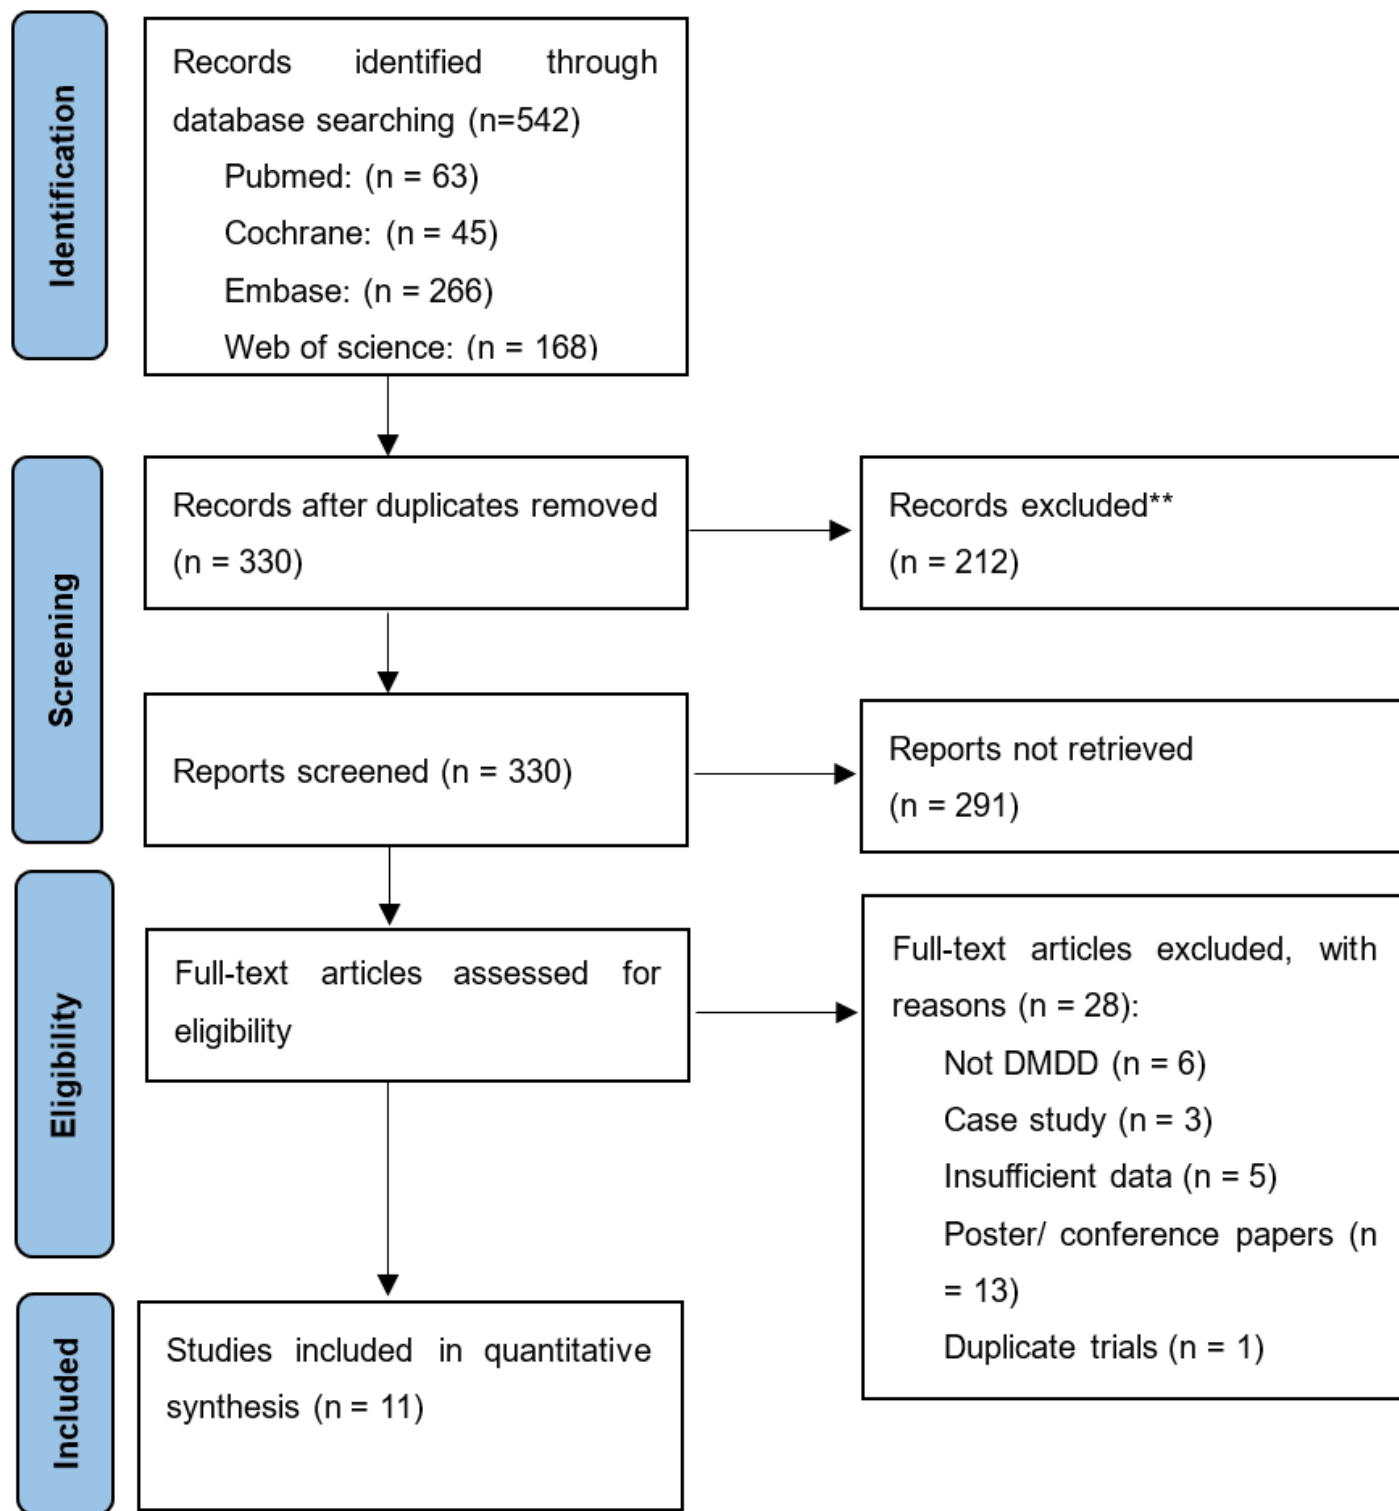 Identification
Records identified through
database searching (n=542)
Pubmed: (n = 63)
Cochrane: (n = 45)
Embase: (n = 266)
Web of science: (n = 168)
Screening
Records after duplicates removed
(n = 330)
Records excluded**
(n = 212)
Reports screened (n = 330)
Reports not retrieved
(n = 291)
Eligibility
Full-text articles assessed for
eligibility
Full-text articles excluded, with
reasons (n = 28):
Not DMDD (n = 6)
Case study (n = 3)
Insufficient data (n = 5)
Poster/ conference papers (n
= 13)
Duplicate trials (n = 1)
Included
Studies included in quantitative
synthesis (n = 11)